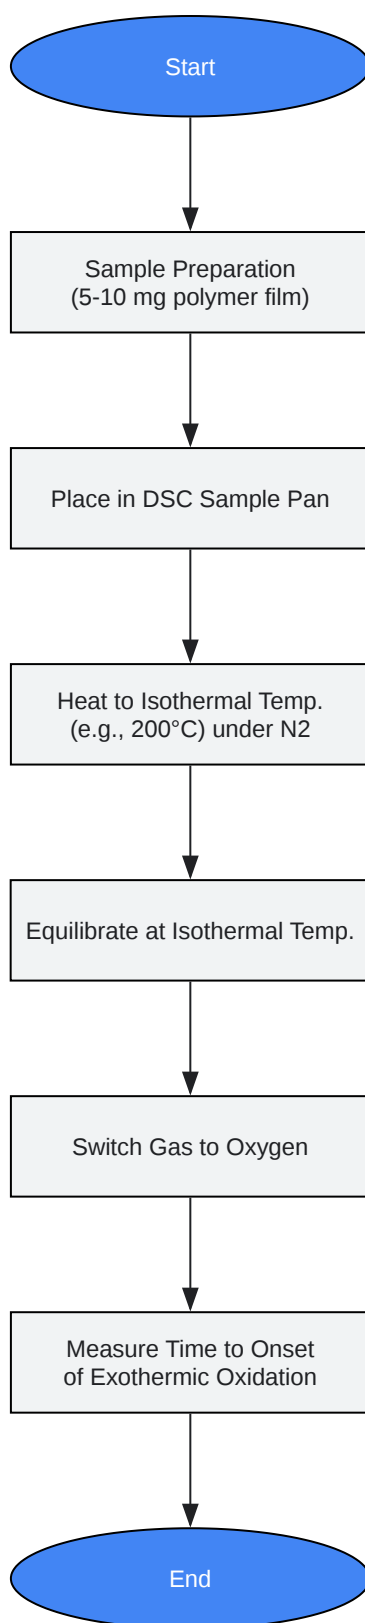 Start
Sample Preparation
(5-10 mg polymer film)
Place in DSC Sample Pan
Heat to Isothermal Temp.
(e.g., 200°C) under N2
Equilibrate at Isothermal Temp.
Switch Gas to Oxygen
Measure Time to Onset
of Exothermic Oxidation
End